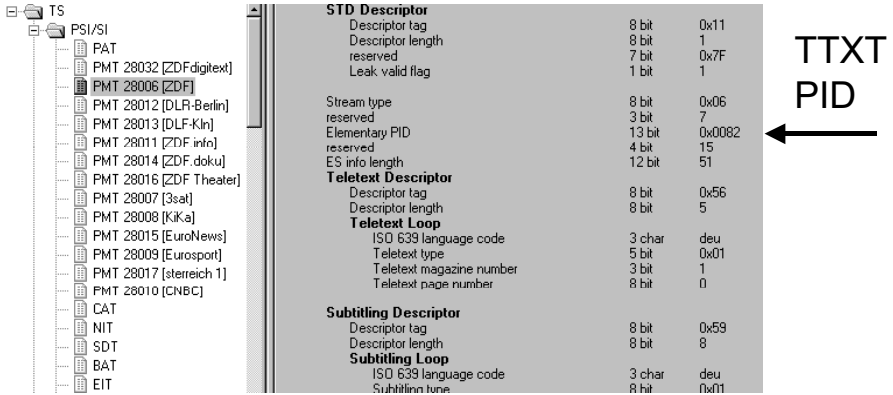 TS
PSI/SI
PAT
PMT 28032 [ZDFdigitext]
PMT 28006 [ZDF]
PMT 28012 [DLR-Berlin]
PMT 28013 [DLF-Kln]
PMT 28011 [ZDF.info]
PMT 28014 [ZDF.doku]
PMT 28016 [ZDF Theater]
PMT 28007 [3sat]
PMT 28008 [KiKa]
PMT 28015 [EuroNews]
PMT 28009 [Eurosport]
PMT 28017 [sterreich 1]
PMT 28010 [CNBC]
CAT
NIT
SDT
BAT
EIT
STD Descriptor
Descriptor tag 8 bit 0x11
Descriptor length 8 bit 1
reserved 7 bit 0x7F
Leak valid flag 1 bit 1
Stream type 8 bit 0x06
reserved 3 bit 7
Elementary PID 13 bit 0x0082
reserved 4 bit 15
ES info length 12 bit 51
Teletext Descriptor
Descriptor tag 8 bit 0x56
Descriptor length 8 bit 5
Teletext Loop
ISO 639 language code 3 char deu
Teletext type 5 bit 0x01
Teletext magazine number 3 bit 1
Teletext page number 8 bit 0
Subtitling Descriptor
Descriptor tag 8 bit 0x59
Descriptor length 8 bit 8
Subtitling Loop
ISO 639 language code 3 char deu
Subtitling type 8 bit 0x01
TTXT
PID